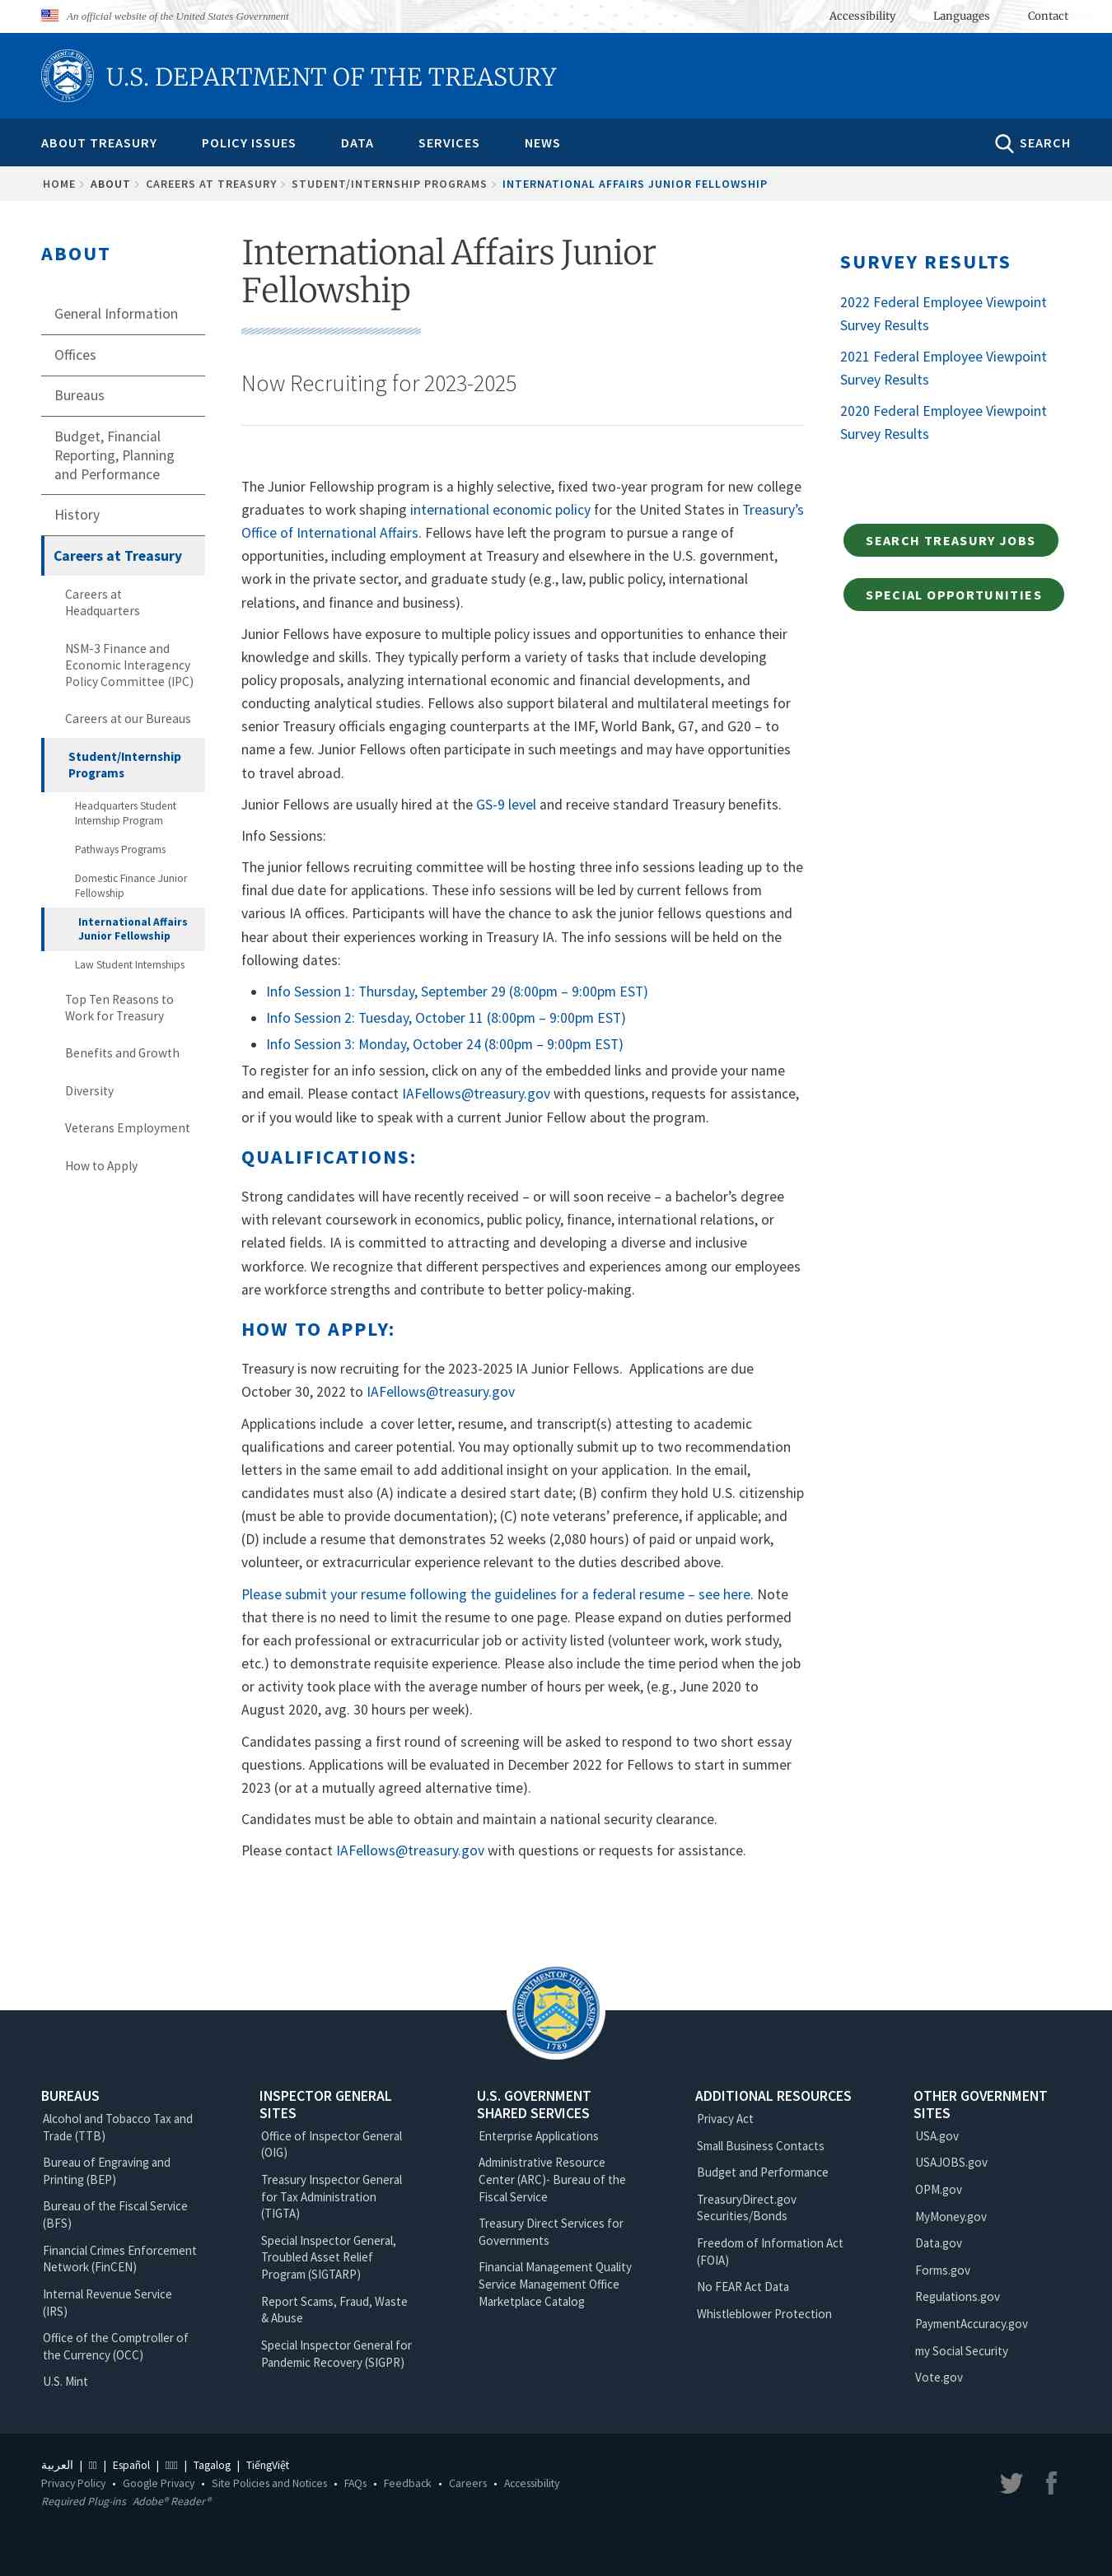 An official website of the United States Government
Accessibility
Languages
Contact
U.S. DEPARTMENT OF THE TREASURY
ABOUT TREASURY
POLICY ISSUES
DATA
SERVICES
NEWS
SEARCH
HOME > ABOUT > CAREERS AT TREASURY > STUDENT/INTERNSHIP PROGRAMS > INTERNATIONAL AFFAIRS JUNIOR FELLOWSHIP
ABOUT
General Information
Offices
Bureaus
Budget, Financial
Reporting, Planning
and Performance
History
Careers at Treasury
Careers at
Headquarters
NSM-3 Finance and
Economic Interagency
Policy Committee (IPC)
Careers at our Bureaus
Student/Internship
Programs
Headquarters Student
Internship Program
Pathways Programs
Domestic Finance Junior
Fellowship
International Affairs
Junior Fellowship
Law Student Internships
Top Ten Reasons to
Work for Treasury
Benefits and Growth
Diversity
Veterans Employment
How to Apply
International Affairs Junior
Fellowship
Now Recruiting for 2023-2025
The Junior Fellowship program is a highly selective, fixed two-year program for new college
graduates to work shaping international economic policy for the United States in Treasury’s
Office of International Affairs. Fellows have left the program to pursue a range of
opportunities, including employment at Treasury and elsewhere in the U.S. government,
work in the private sector, and graduate study (e.g., law, public policy, international
relations, and finance and business).
Junior Fellows have exposure to multiple policy issues and opportunities to enhance their
knowledge and skills. They typically perform a variety of tasks that include developing
policy proposals, analyzing international economic and financial developments, and
conducting analytical studies. Fellows also support bilateral and multilateral meetings for
senior Treasury officials engaging counterparts at the IMF, World Bank, G7, and G20 – to
name a few. Junior Fellows often participate in such meetings and may have opportunities
to travel abroad.
Junior Fellows are usually hired at the GS-9 level and receive standard Treasury benefits.
Info Sessions:
The junior fellows recruiting committee will be hosting three info sessions leading up to the
final due date for applications. These info sessions will be led by current fellows from
various IA offices. Participants will have the chance to ask the junior fellows questions and
hear about their experiences working in Treasury IA. The info sessions will be held on the
following dates:
• Info Session 1: Thursday, September 29 (8:00pm – 9:00pm EST)
• Info Session 2: Tuesday, October 11 (8:00pm – 9:00pm EST)
• Info Session 3: Monday, October 24 (8:00pm – 9:00pm EST)
To register for an info session, click on any of the embedded links and provide your name
and email. Please contact IAFellows@treasury.gov with questions, requests for assistance,
or if you would like to speak with a current Junior Fellow about the program.
QUALIFICATIONS:
Strong candidates will have recently received – or will soon receive – a bachelor’s degree
with relevant coursework in economics, public policy, finance, international relations, or
related fields. IA is committed to attracting and developing a diverse and inclusive
workforce. We recognize that different perspectives and experiences among our employees
are workforce strengths and contribute to better policy-making.
HOW TO APPLY:
Treasury is now recruiting for the 2023-2025 IA Junior Fellows.  Applications are due
October 30, 2022 to IAFellows@treasury.gov
Applications include  a cover letter, resume, and transcript(s) attesting to academic
qualifications and career potential. You may optionally submit up to two recommendation
letters in the same email to add additional insight on your application. In the email,
candidates must also (A) indicate a desired start date; (B) confirm they hold U.S. citizenship
(must be able to provide documentation); (C) note veterans’ preference, if applicable; and
(D) include a resume that demonstrates 52 weeks (2,080 hours) of paid or unpaid work,
volunteer, or extracurricular experience relevant to the duties described above.
Please submit your resume following the guidelines for a federal resume – see here. Note
that there is no need to limit the resume to one page. Please expand on duties performed
for each professional or extracurricular job or activity listed (volunteer work, work study,
etc.) to demonstrate requisite experience. Please also include the time period when the job
or activity took place with the average number of hours per week, (e.g., June 2020 to
August 2020, avg. 30 hours per week).
Candidates passing a first round of screening will be asked to respond to two short essay
questions. Applications will be evaluated in December 2022 for Fellows to start in summer
2023 (or at a mutually agreed alternative time).
Candidates must be able to obtain and maintain a national security clearance.
Please contact IAFellows@treasury.gov with questions or requests for assistance.
SURVEY RESULTS
2022 Federal Employee Viewpoint
Survey Results
2021 Federal Employee Viewpoint
Survey Results
2020 Federal Employee Viewpoint
Survey Results
SEARCH TREASURY JOBS
SPECIAL OPPORTUNITIES
THE DEPARTMENT OF THE TREASURY
1789
BUREAUS
Alcohol and Tobacco Tax and
Trade (TTB)
Bureau of Engraving and
Printing (BEP)
Bureau of the Fiscal Service
(BFS)
Financial Crimes Enforcement
Network (FinCEN)
Internal Revenue Service
(IRS)
Office of the Comptroller of
the Currency (OCC)
U.S. Mint
INSPECTOR GENERAL
SITES
Office of Inspector General
(OIG)
Treasury Inspector General
for Tax Administration
(TIGTA)
Special Inspector General,
Troubled Asset Relief
Program (SIGTARP)
Report Scams, Fraud, Waste
& Abuse
Special Inspector General for
Pandemic Recovery (SIGPR)
U.S. GOVERNMENT
SHARED SERVICES
Enterprise Applications
Administrative Resource
Center (ARC)- Bureau of the
Fiscal Service
Treasury Direct Services for
Governments
Financial Management Quality
Service Management Office
Marketplace Catalog
ADDITIONAL RESOURCES
Privacy Act
Small Business Contacts
Budget and Performance
TreasuryDirect.gov
Securities/Bonds
Freedom of Information Act
(FOIA)
No FEAR Act Data
Whistleblower Protection
OTHER GOVERNMENT
SITES
USA.gov
USAJOBS.gov
OPM.gov
MyMoney.gov
Data.gov
Forms.gov
Regulations.gov
PaymentAccuracy.gov
my Social Security
Vote.gov
العربية | | Español | | Tagalog | TiếngViệt
Privacy Policy • Google Privacy • Site Policies and Notices • FAQs • Feedback • Careers • Accessibility
Required Plug-ins Adobe® Reader®